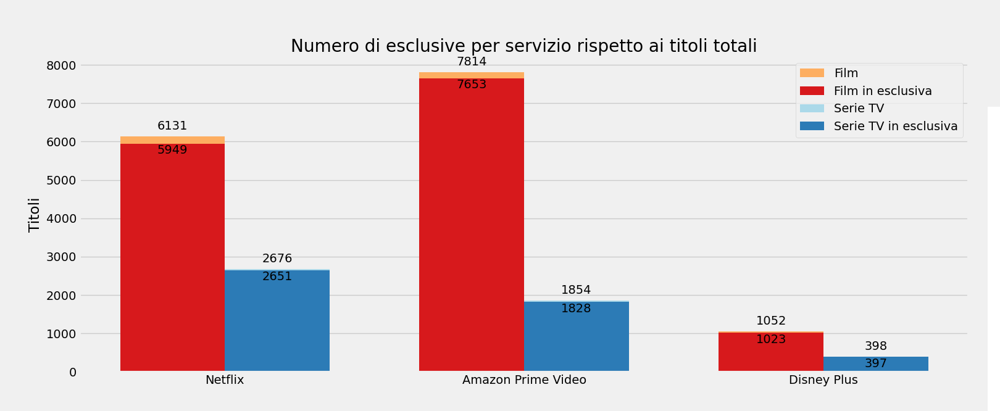 Numero di esclusive per servizio rispetto ai titoli totali
Titoli
8000
7000
6000
5000
4000
3000
2000
1000
0
6131
5949
2676
2651
7814
7653
1854
1828
1052
1023
398
397
Netflix
Amazon Prime Video
Disney Plus
Film
Film in esclusiva
Serie TV
Serie TV in esclusiva